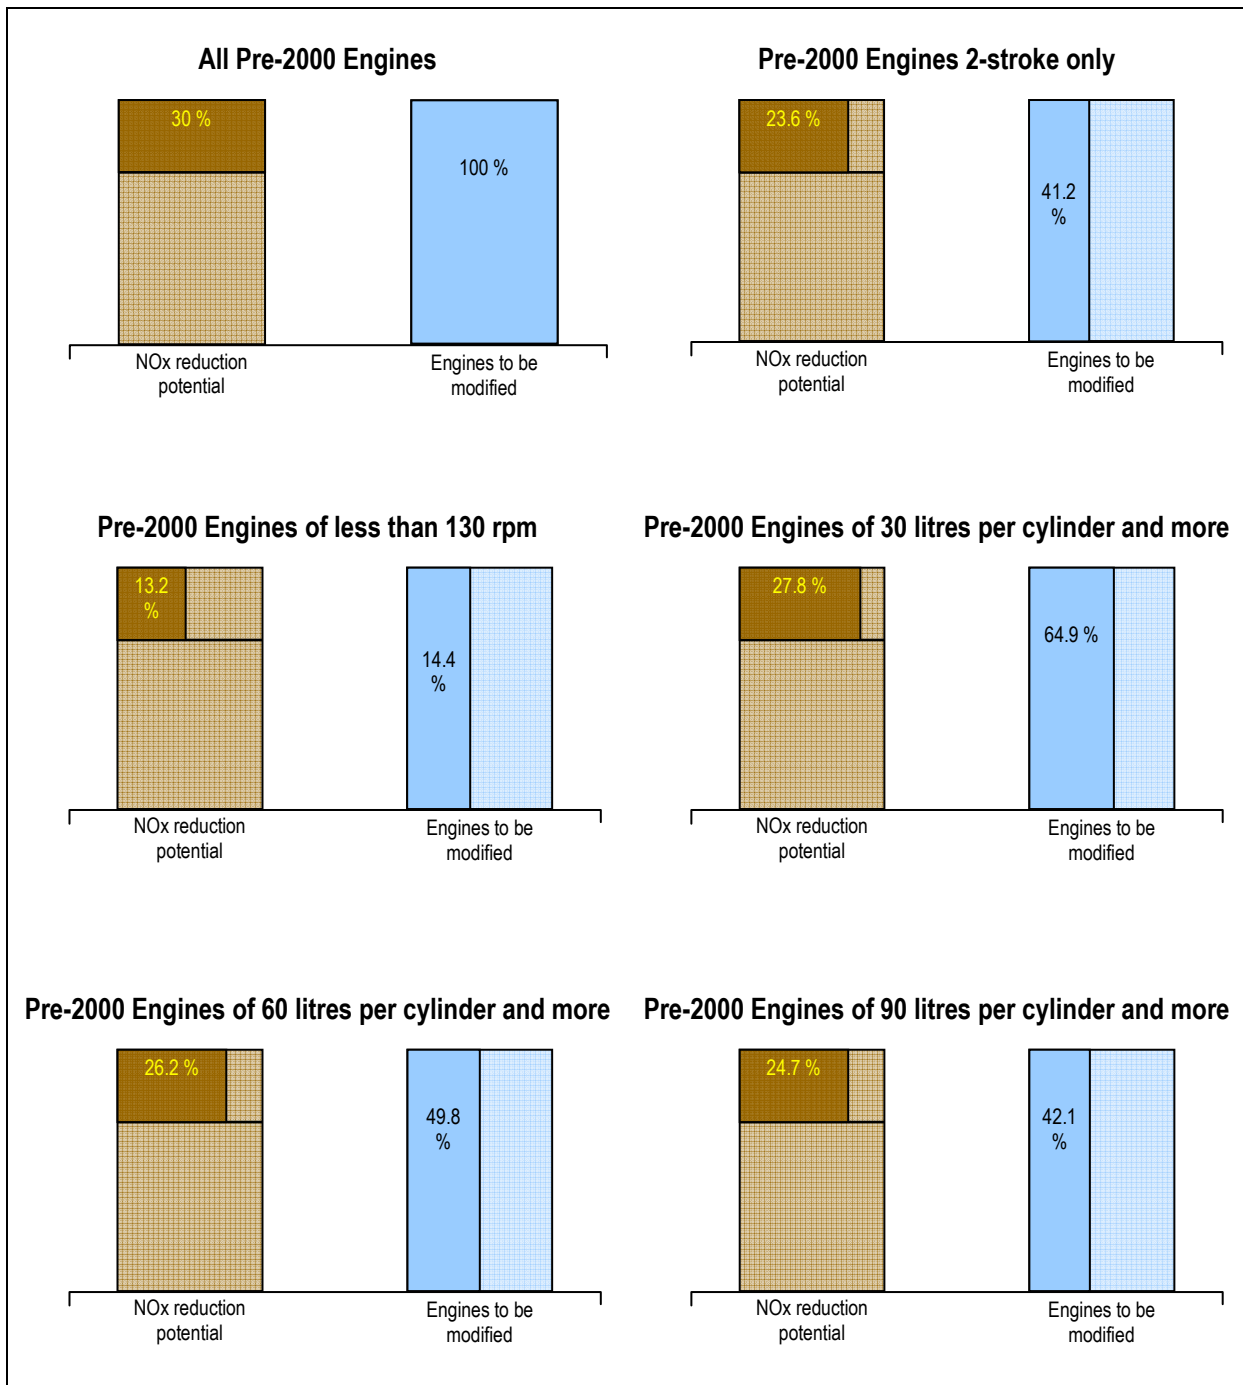 All Pre-2000 Engines
30 %
100 %
NOx reduction
potential
Engines to be
modified
Pre-2000 Engines 2-stroke only
23.6 %
41.2
%
NOx reduction
potential
Engines to be
modified
Pre-2000 Engines of less than 130 rpm
13.2
%
14.4
%
NOx reduction
potential
Engines to be
modified
Pre-2000 Engines of 30 litres per cylinder and more
27.8 %
64.9 %
NOx reduction
potential
Engines to be
modified
Pre-2000 Engines of 60 litres per cylinder and more
26.2 %
49.8
%
NOx reduction
potential
Engines to be
modified
Pre-2000 Engines of 90 litres per cylinder and more
24.7 %
42.1
%
NOx reduction
potential
Engines to be
modified